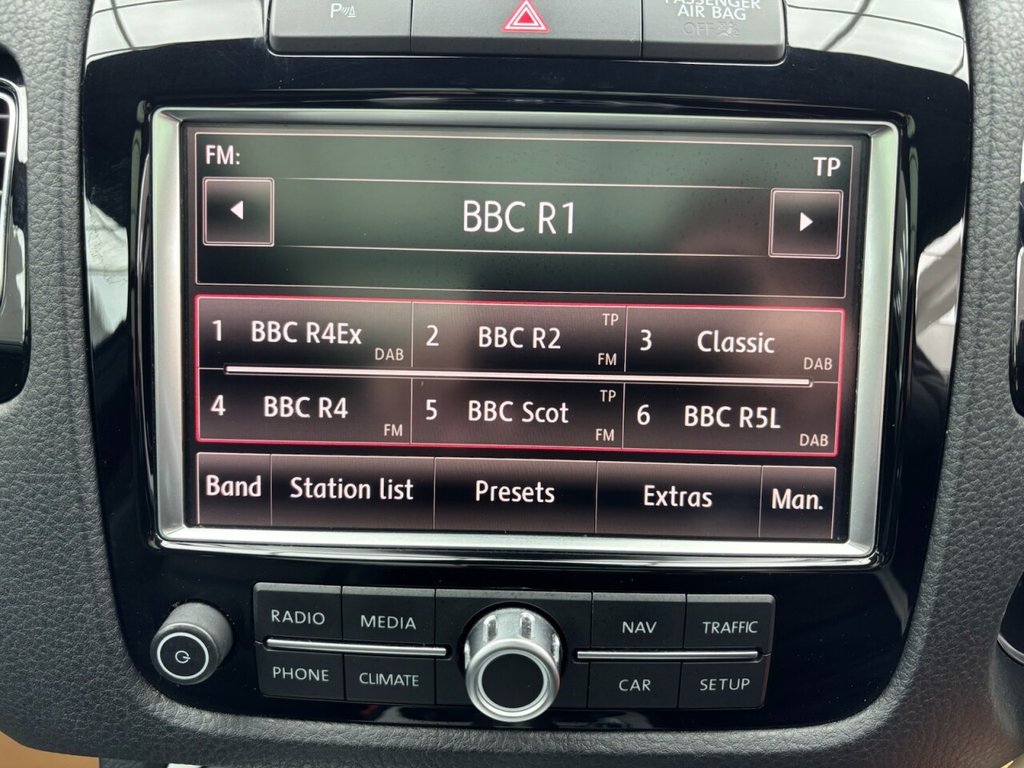 P
PASSENGER
AIR BAG
OFF
FM:
TP
BBC R1
1 BBC R4Ex DAB
2 BBC R2 TP FM
3 Classic DAB
4 BBC R4 FM
5 BBC Scot TP FM
6 BBC R5L DAB
Band Station list Presets Extras Man.
RADIO MEDIA NAV TRAFFIC
PHONE CLIMATE CAR SETUP